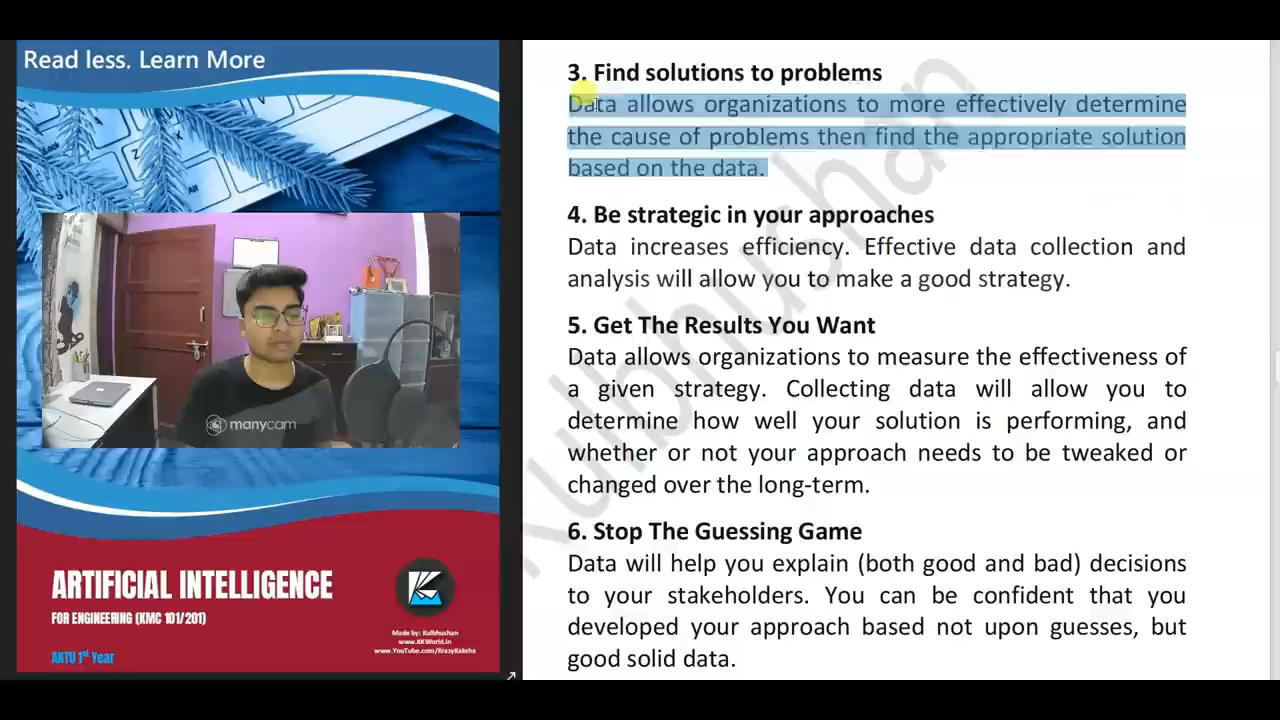 Read less. Learn More
manycam
ARTIFICIAL INTELLIGENCE
FOR ENGINEERING (KMC 101/201)
AKTU 1st Year
Made by: Kulbhushan
www.KKWorld.in
www.YouTube.com/KrazyKaksha
3. Find solutions to problems
Data allows organizations to more effectively determine
the cause of problems then find the appropriate solution
based on the data.
4. Be strategic in your approaches
Data increases efficiency. Effective data collection and
analysis will allow you to make a good strategy.
5. Get The Results You Want
Data allows organizations to measure the effectiveness of
a given strategy. Collecting data will allow you to
determine how well your solution is performing, and
whether or not your approach needs to be tweaked or
changed over the long-term.
6. Stop The Guessing Game
Data will help you explain (both good and bad) decisions
to your stakeholders. You can be confident that you
developed your approach based not upon guesses, but
good solid data.
Kulbhushan